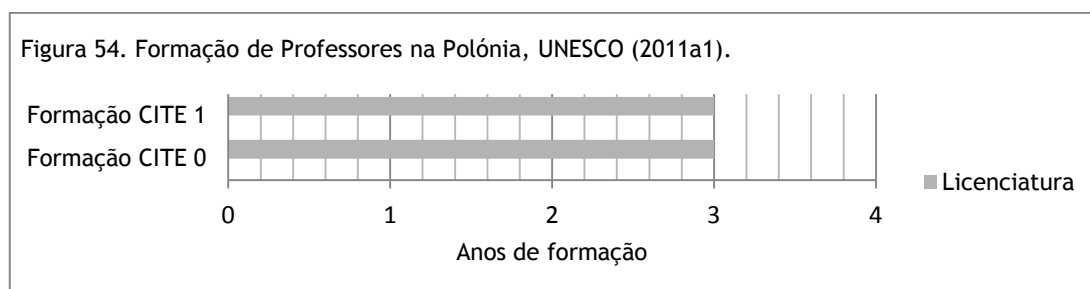 Figura 54. Formação de Professores na Polónia, UNESCO (2011a1).
Formação CITE 1
Formação CITE 0
Licenciatura
0 1 2 3 4
Anos de formação